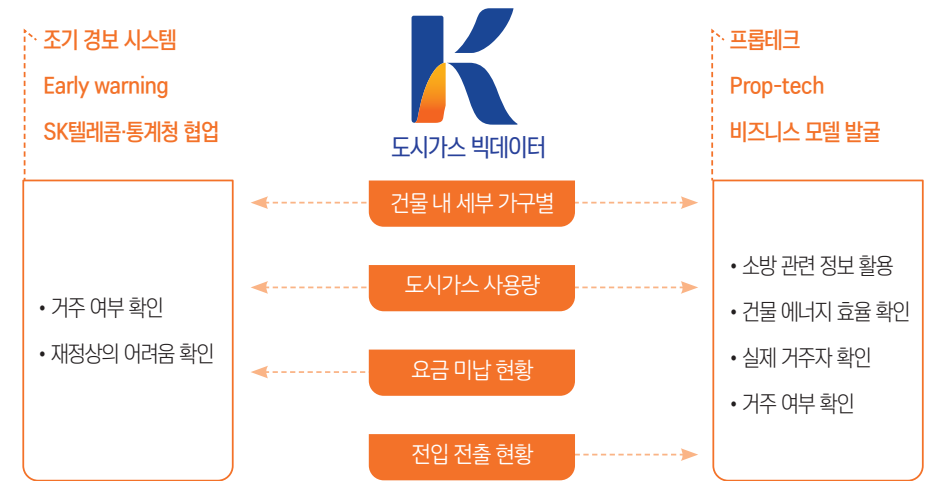 조기 경보 시스템
Early warning
SK텔레콤·통계청 협업
• 거주 여부 확인
• 재정상의 어려움 확인
K
도시가스 빅데이터
건물 내 세부 가구별
도시가스 사용량
요금 미납 현황
전입 전출 현황
프롭테크
Prop-tech
비즈니스 모델 발굴
• 소방 관련 정보 활용
• 건물 에너지 효율 확인
• 실제 거주자 확인
• 거주 여부 확인